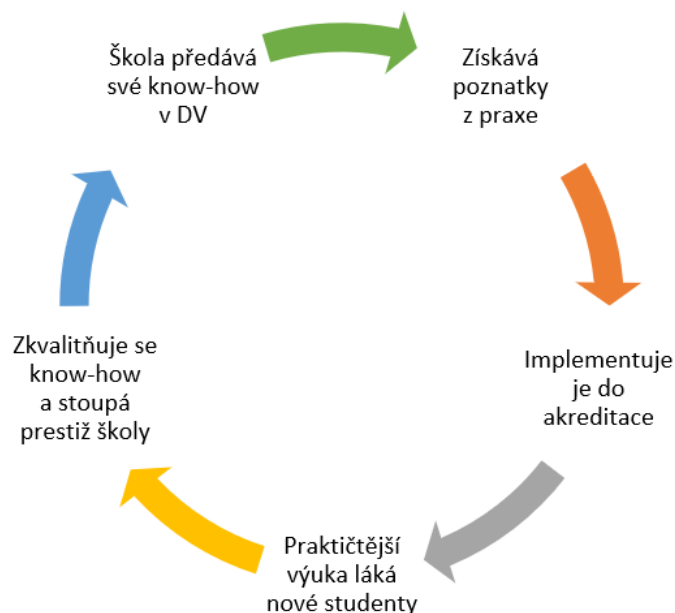 Škola předává
své know-how
v DV
Získává
poznatky
z praxe
Implementuje
je do
akreditace
Praktičtější
výuka láká
nové studenty
Zkvalitňuje se
know-how
a stoupá
prestiž školy